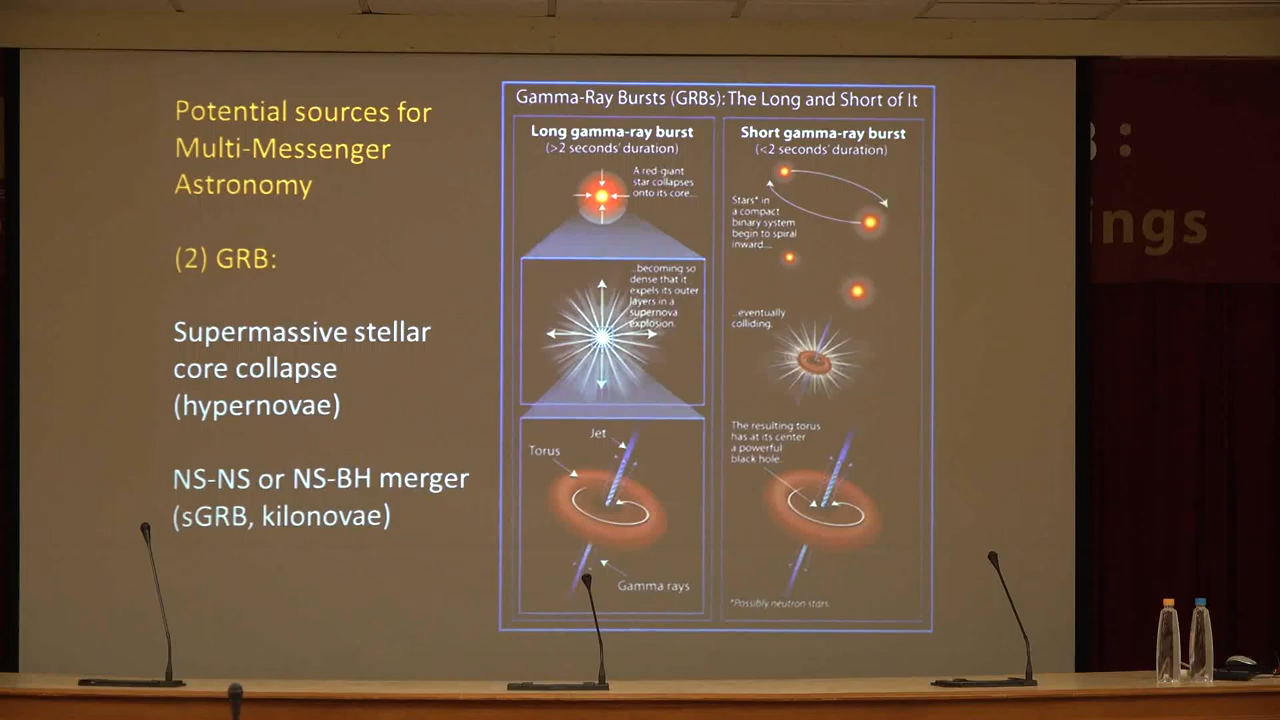 Potential sources for
Multi-Messenger
Astronomy
(2) GRB:
Supermassive stellar
core collapse
(hypernovae)
NS-NS or NS-BH merger
(sGRB, kilonovae)
Gamma-Ray Bursts (GRBs): The Long and Short of It
Long gamma-ray burst
(>2 seconds' duration)
A red-giant
star collapses
onto its core....
...becoming so
dense that it
expels its outer
layers in a
supernova
explosion.
Jet
Torus
Gamma rays
Short gamma-ray burst
(<2 seconds' duration)
Stars* in
a compact
binary system
begin to spiral
inward....
...eventually
colliding.
The resulting torus
has at its center
a powerful
black hole.
*Possibly neutron stars.
ings